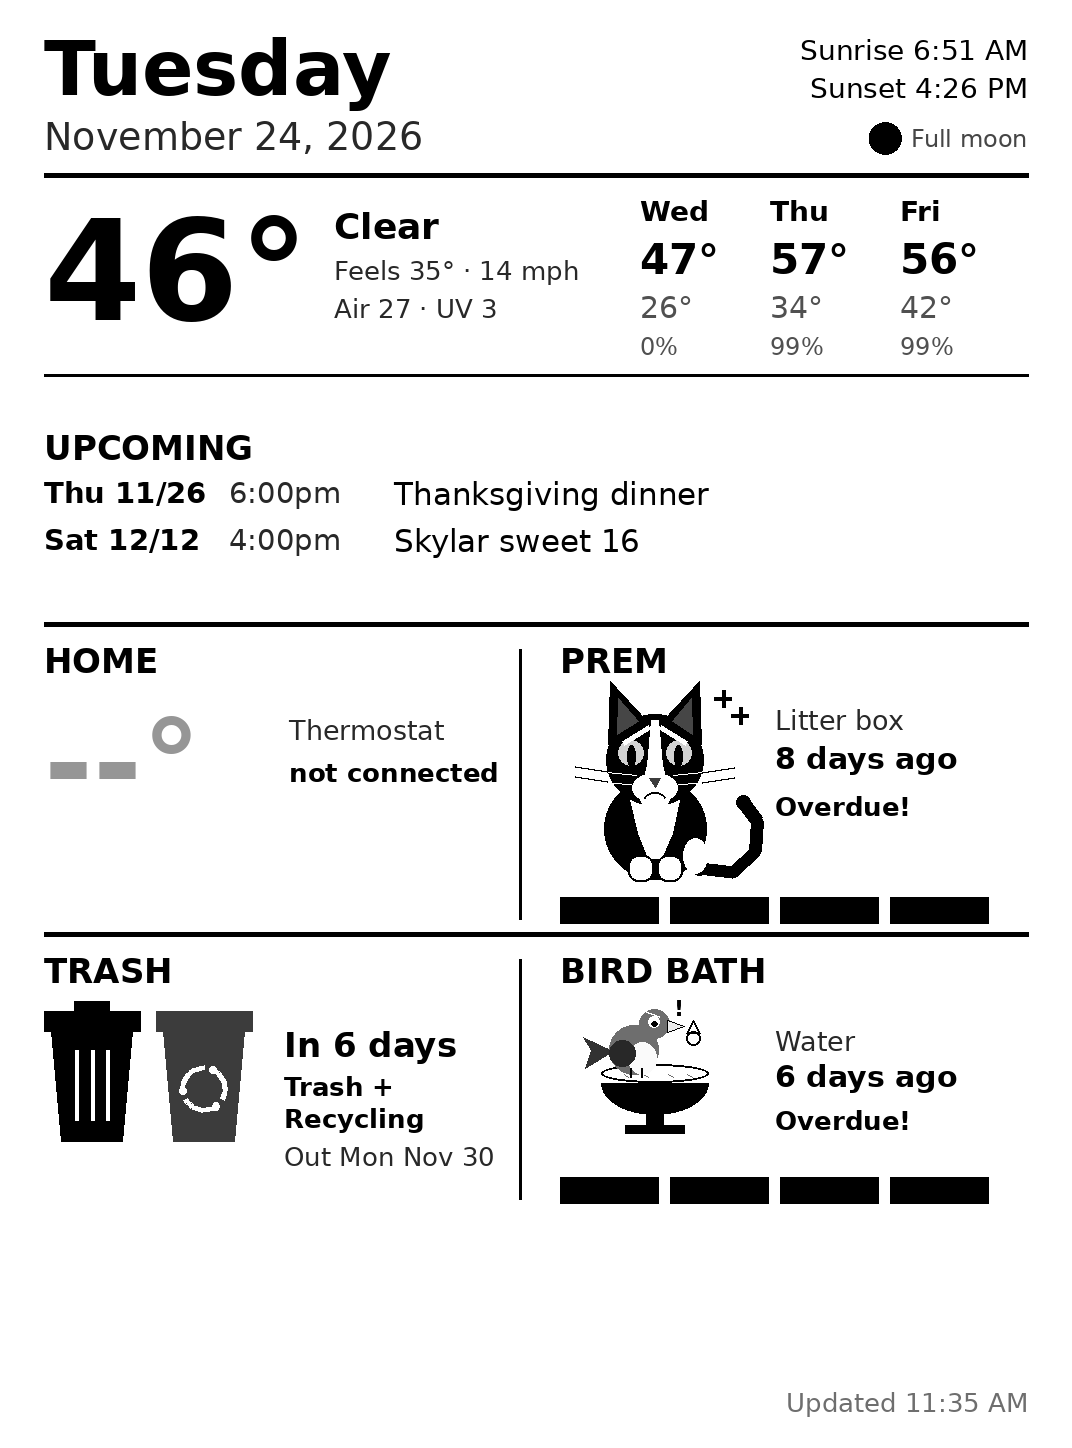 Tuesday
November 24, 2026
Sunrise 6:51 AM
Sunset 4:26 PM
Full moon
46°
Clear
Feels 35° · 14 mph
Air 27 · UV 3
Wed Thu Fri
47° 57° 56°
26° 34° 42°
0% 99% 99%
UPCOMING
Thu 11/26 6:00pm Thanksgiving dinner
Sat 12/12 4:00pm Skylar sweet 16
HOME
--°
Thermostat
not connected
PREM
++
Litter box
8 days ago
Overdue!
TRASH
In 6 days
Trash +
Recycling
Out Mon Nov 30
BIRD BATH
!
Water
6 days ago
Overdue!
Updated 11:35 AM